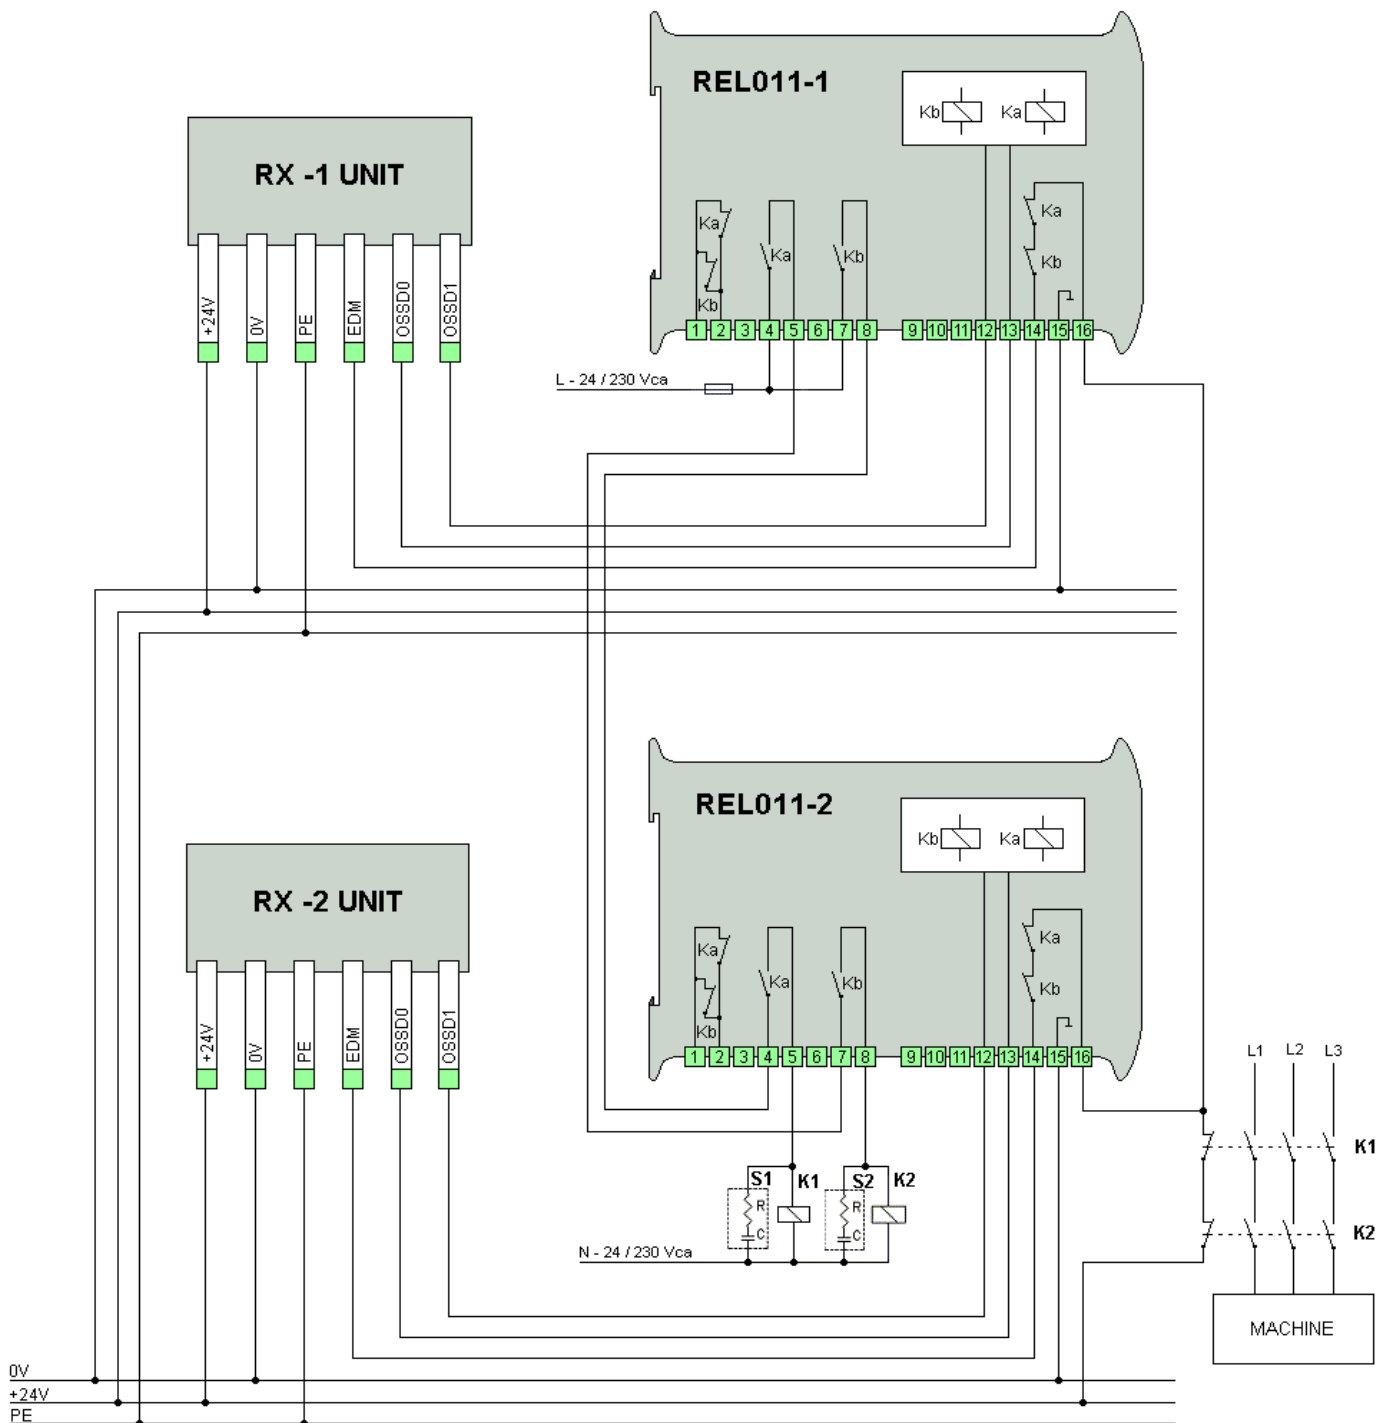 REL011-1
Kb Ka
RX -1 UNIT
Ka Ka Kb Ka
Kb Kb
+24V 0V PE EDM OSSD0 OSSD1
1 2 3 4 5 6 7 8 9 10 11 12 13 14 15 16
L - 24 / 230 Vca
REL011-2
Kb Ka
RX -2 UNIT
Ka Ka Kb Ka
Kb Kb
+24V 0V PE EDM OSSD0 OSSD1
1 2 3 4 5 6 7 8 9 10 11 12 13 14 15 16
L1 L2 L3
K1
S1 K1 S2 K2
R R
C C
K2
N - 24 / 230 Vca
MACHINE
0V
+24V
PE